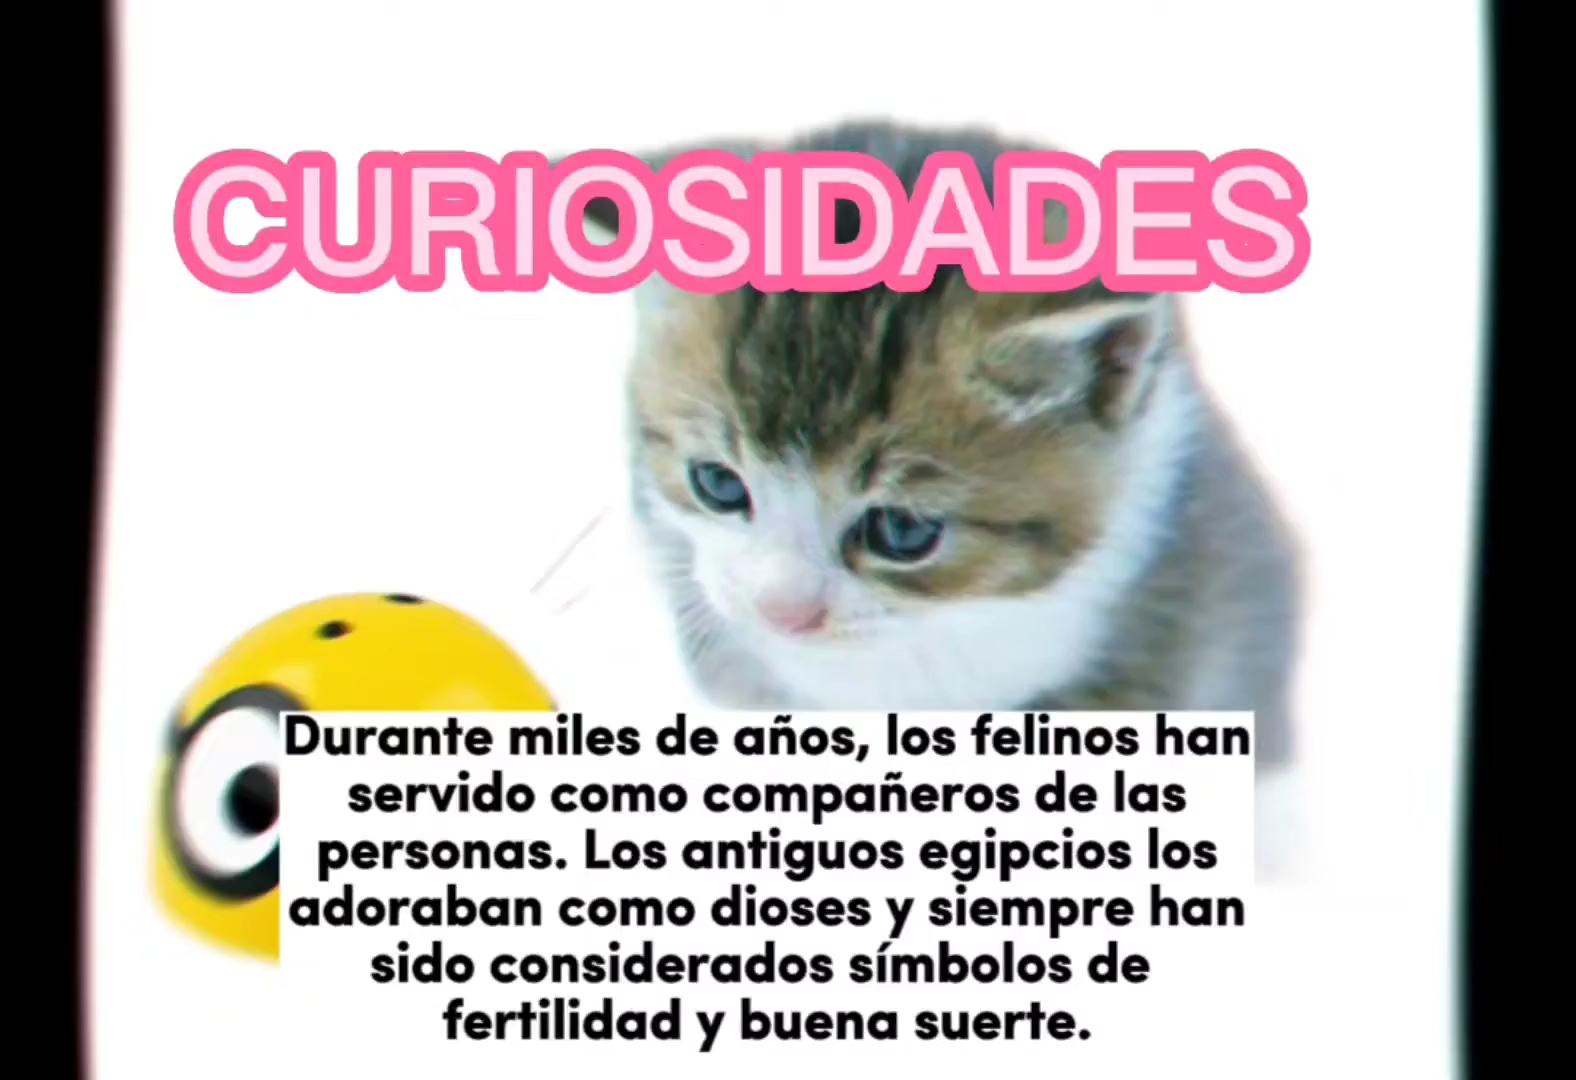 CURIOSIDADES
Durante miles de años, los felinos han
servido como compañeros de las
personas. Los antiguos egipcios los
adoraban como dioses y siempre han
sido considerados símbolos de
fertilidad y buena suerte.